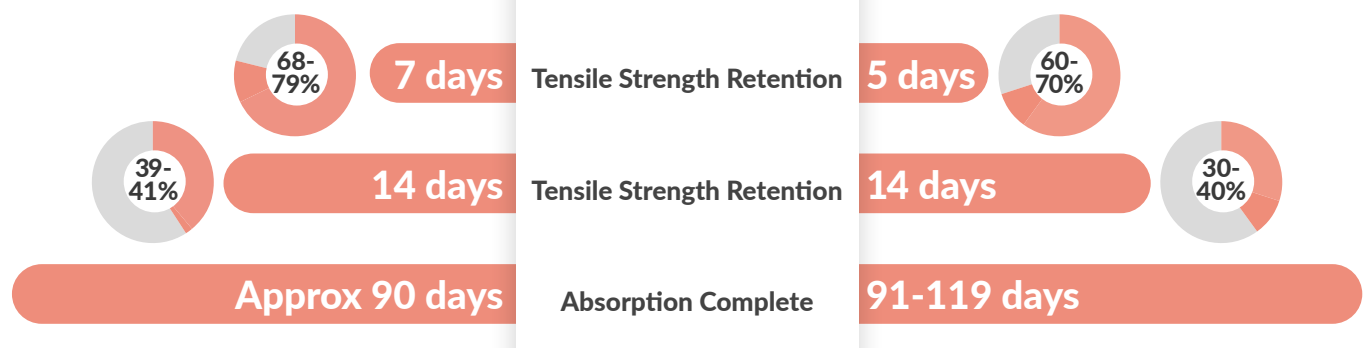 68-
79%
7 days
Tensile Strength Retention
5 days
60-
70%
39-
41%
14 days
Tensile Strength Retention
14 days
30-
40%
Approx 90 days
Absorption Complete
91-119 days